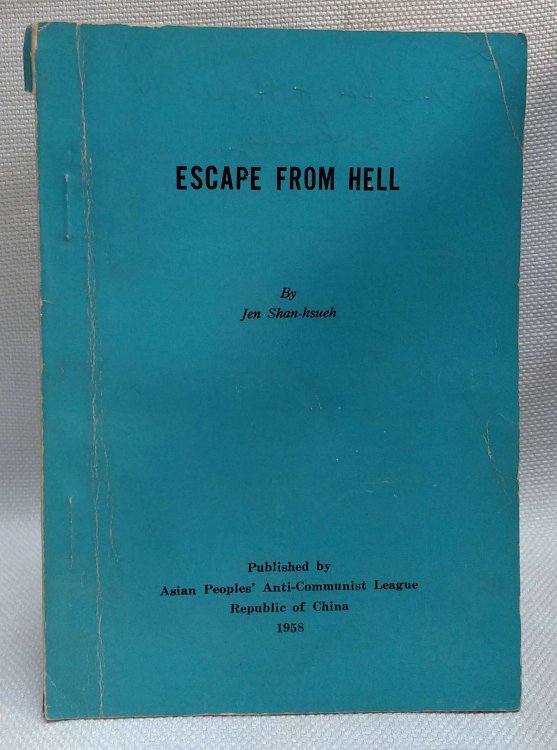 ESCAPE FROM HELL
By
Jen Shan-hsueh
Published by
Asian Peoples' Anti-Communist League
Republic of China
1958